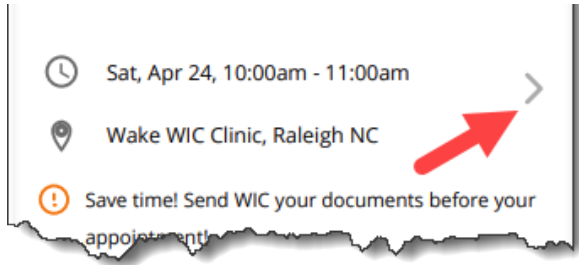 Sat, Apr 24, 10:00am - 11:00am
Wake WIC Clinic, Raleigh NC
Save time! Send WIC your documents before your
appointment!